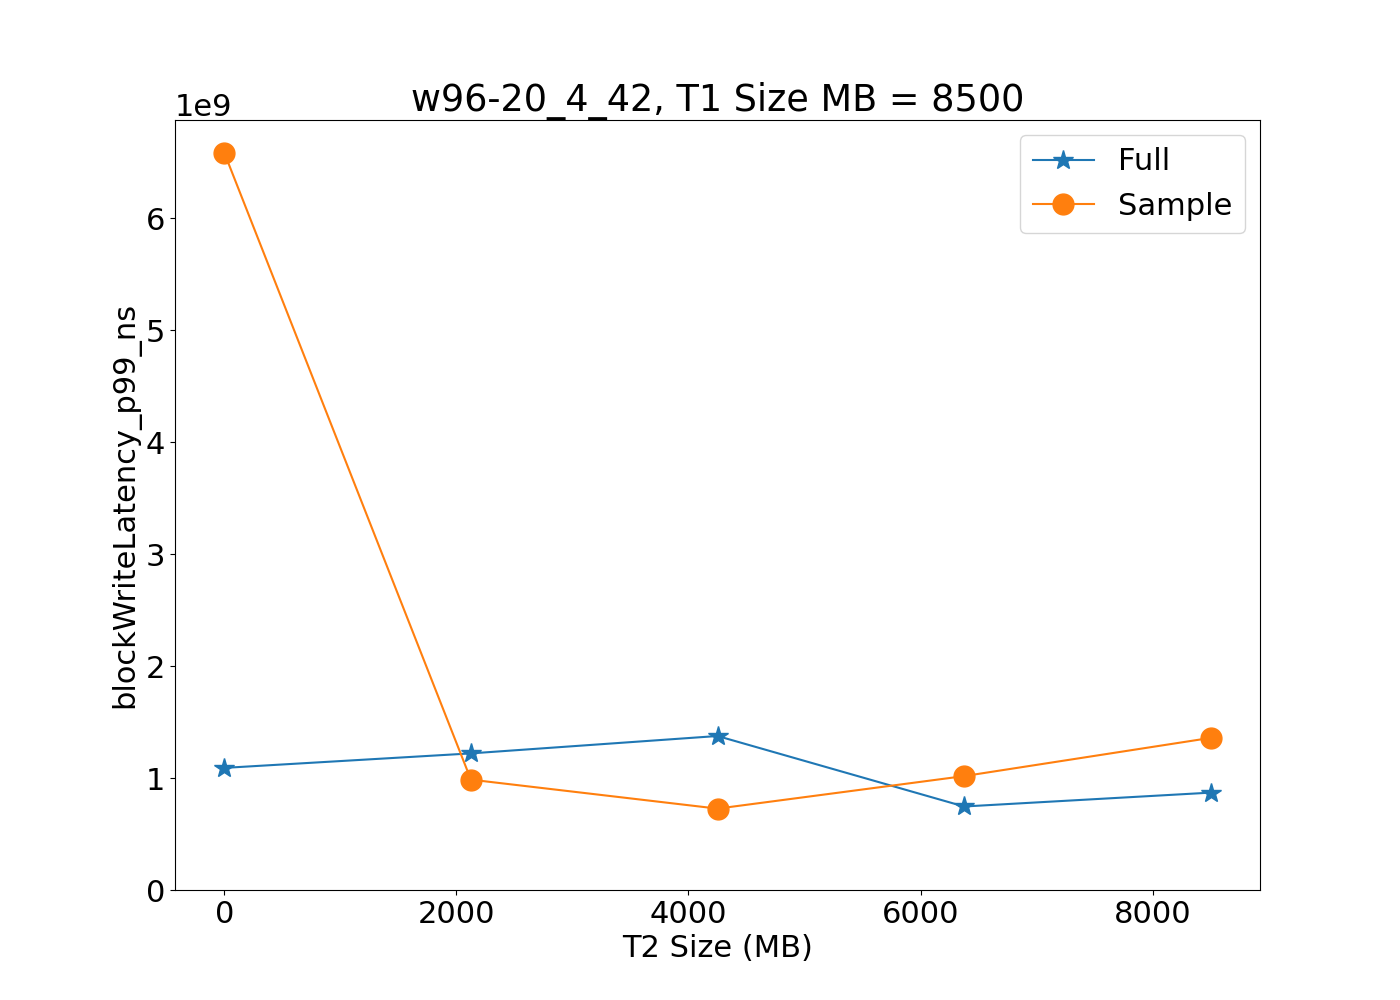 w96-20_4_42, T1 Size MB = 8500
1e9
Full
Sample
6
5
4
3
2
1
0
blockWriteLatency_p99_ns
0 2000 4000 6000 8000
T2 Size (MB)